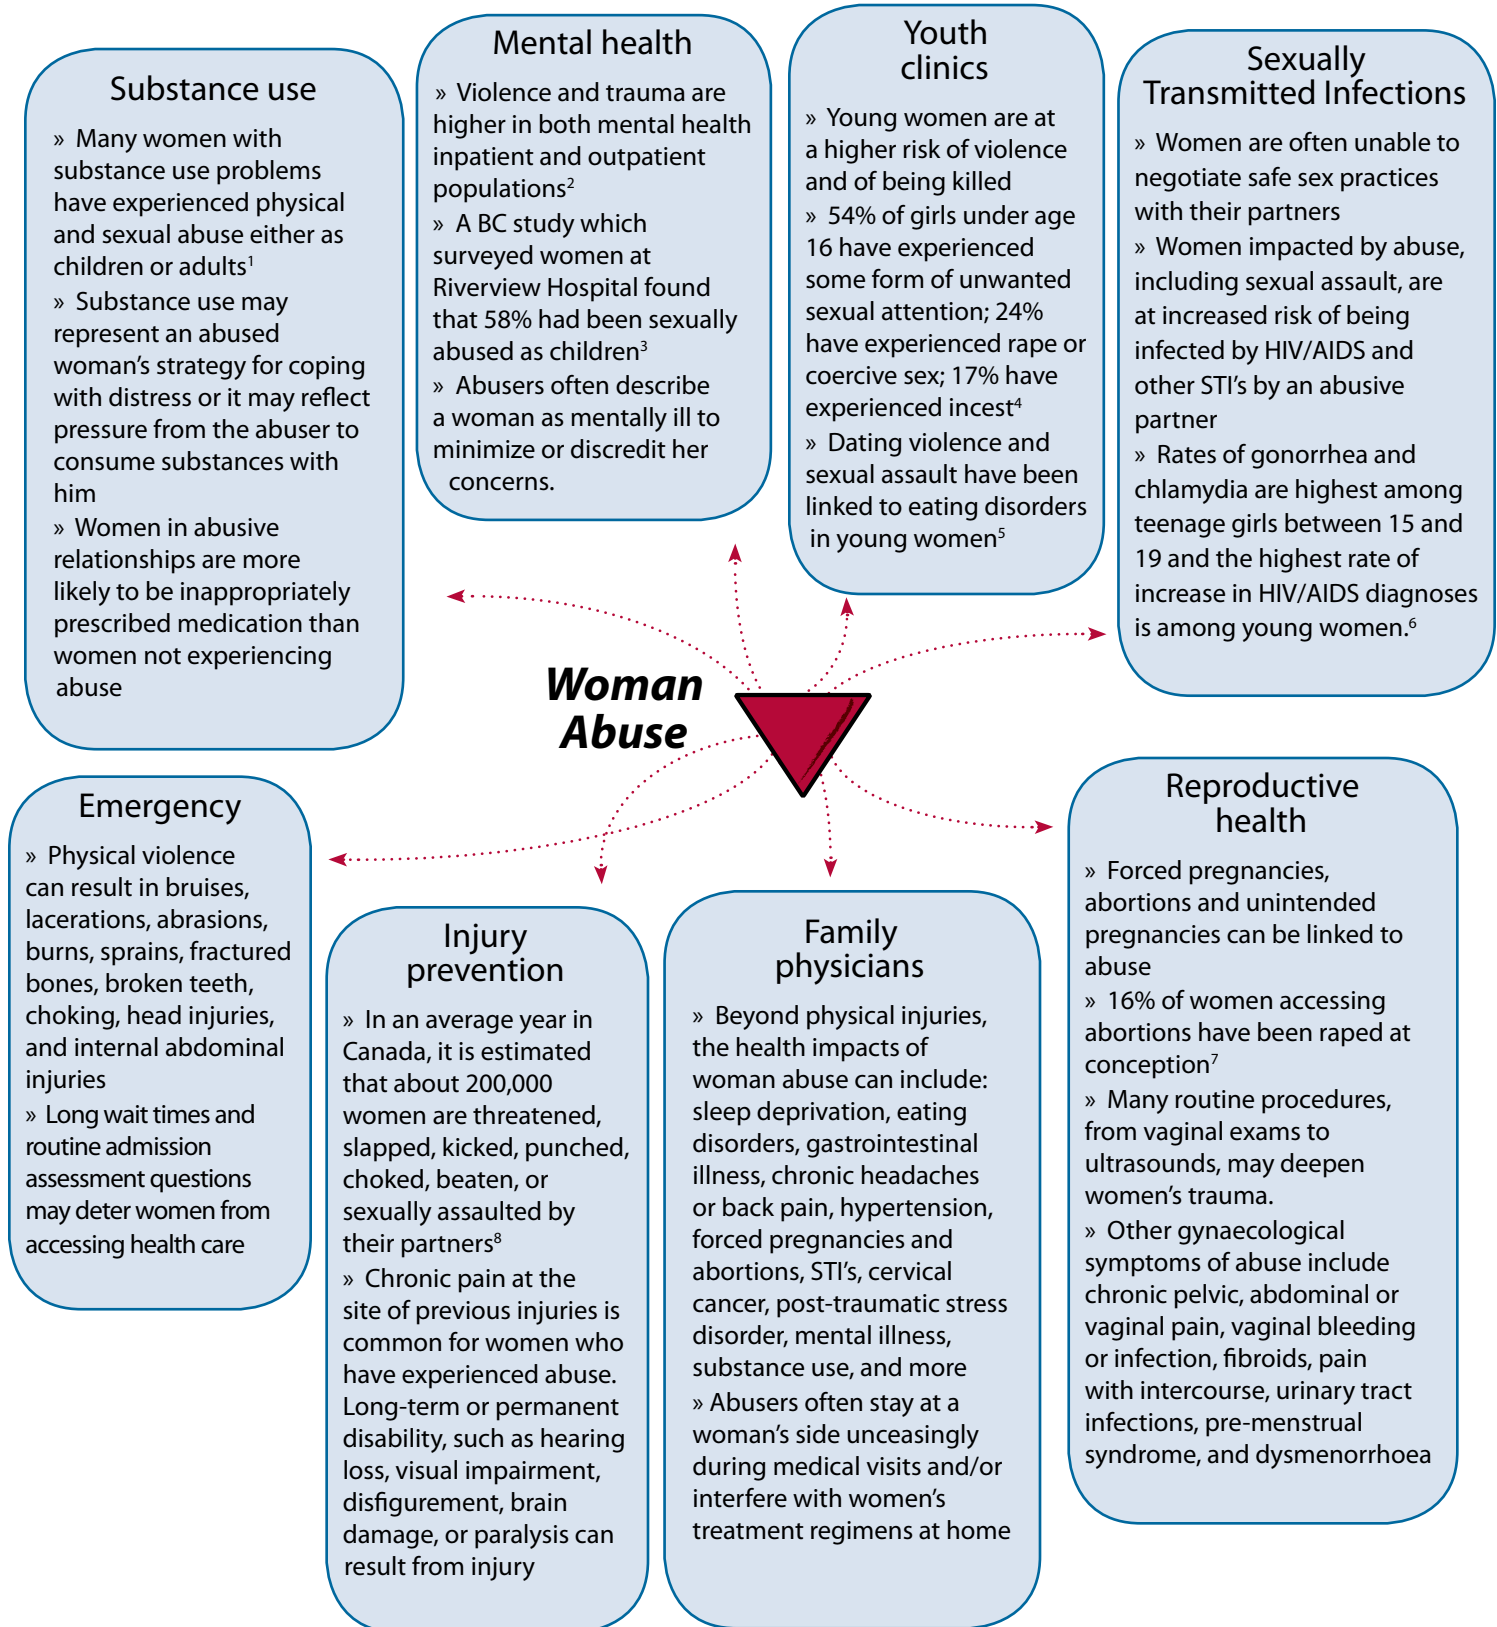 Substance use
» Many women with
substance use problems
have experienced physical
and sexual abuse either as
children or adults1
» Substance use may
represent an abused
woman’s strategy for coping
with distress or it may reflect
pressure from the abuser to
consume substances with
him
» Women in abusive
relationships are more
likely to be inappropriately
prescribed medication than
women not experiencing
abuse
Mental health
» Violence and trauma are
higher in both mental health
inpatient and outpatient
populations2
» A BC study which
surveyed women at
Riverview Hospital found
that 58% had been sexually
abused as children3
» Abusers often describe
a woman as mentally ill to
minimize or discredit her
concerns.
Youth
clinics
» Young women are at
a higher risk of violence
and of being killed
» 54% of girls under age
16 have experienced
some form of unwanted
sexual attention; 24%
have experienced rape or
coercive sex; 17% have
experienced incest4
» Dating violence and
sexual assault have been
linked to eating disorders
in young women5
Sexually
Transmitted Infections
» Women are often unable to
negotiate safe sex practices
with their partners
» Women impacted by abuse,
including sexual assault, are
at increased risk of being
infected by HIV/AIDS and
other STI’s by an abusive
partner
» Rates of gonorrhea and
chlamydia are highest among
teenage girls between 15 and
19 and the highest rate of
increase in HIV/AIDS diagnoses
is among young women.6
Woman
Abuse
Emergency
» Physical violence
can result in bruises,
lacerations, abrasions,
burns, sprains, fractured
bones, broken teeth,
choking, head injuries,
and internal abdominal
injuries
» Long wait times and
routine admission
assessment questions
may deter women from
accessing health care
Injury
prevention
» In an average year in
Canada, it is estimated
that about 200,000
women are threatened,
slapped, kicked, punched,
choked, beaten, or
sexually assaulted by
their partners8
» Chronic pain at the
site of previous injuries is
common for women who
have experienced abuse.
Long-term or permanent
disability, such as hearing
loss, visual impairment,
disfigurement, brain
damage, or paralysis can
result from injury
Family
physicians
» Beyond physical injuries,
the health impacts of
woman abuse can include:
sleep deprivation, eating
disorders, gastrointestinal
illness, chronic headaches
or back pain, hypertension,
forced pregnancies and
abortions, STI’s, cervical
cancer, post-traumatic stress
disorder, mental illness,
substance use, and more
» Abusers often stay at a
woman’s side unceasingly
during medical visits and/or
interfere with women’s
treatment regimens at home
Reproductive
health
» Forced pregnancies,
abortions and unintended
pregnancies can be linked to
abuse
» 16% of women accessing
abortions have been raped at
conception7
» Many routine procedures,
from vaginal exams to
ultrasounds, may deepen
women’s trauma.
» Other gynaecological
symptoms of abuse include
chronic pelvic, abdominal or
vaginal pain, vaginal bleeding
or infection, fibroids, pain
with intercourse, urinary tract
infections, pre-menstrual
syndrome, and dysmenorrhoea